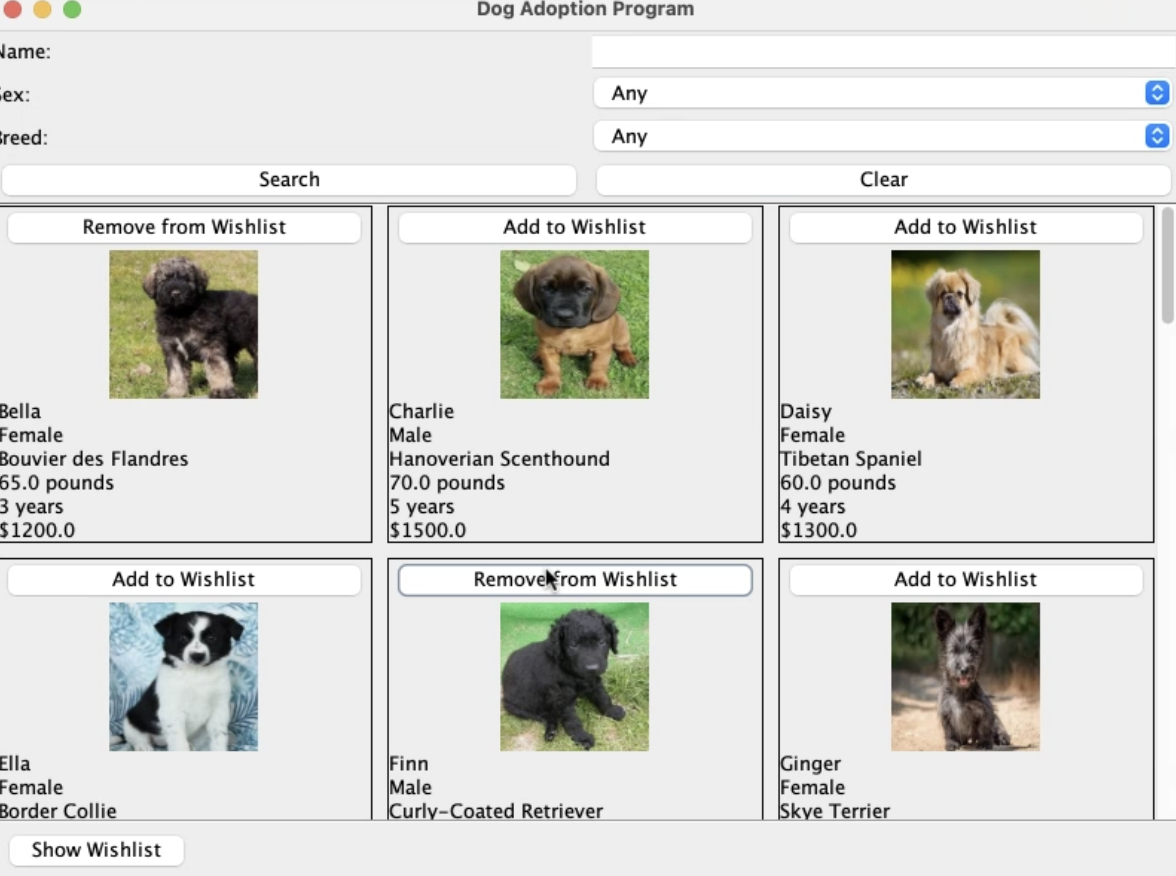 Dog Adoption Program
Name:
Sex:
Any
Breed:
Any
Search
Clear
Remove from Wishlist
Add to Wishlist
Add to Wishlist
Bella
Female
Bouvier des Flandres
65.0 pounds
3 years
$1200.0
Charlie
Male
Hanoverian Scenthound
70.0 pounds
5 years
$1500.0
Daisy
Female
Tibetan Spaniel
60.0 pounds
4 years
$1300.0
Add to Wishlist
Remove from Wishlist
Add to Wishlist
Ella
Female
Border Collie
Finn
Male
Curly-Coated Retriever
Ginger
Female
Skye Terrier
Show Wishlist